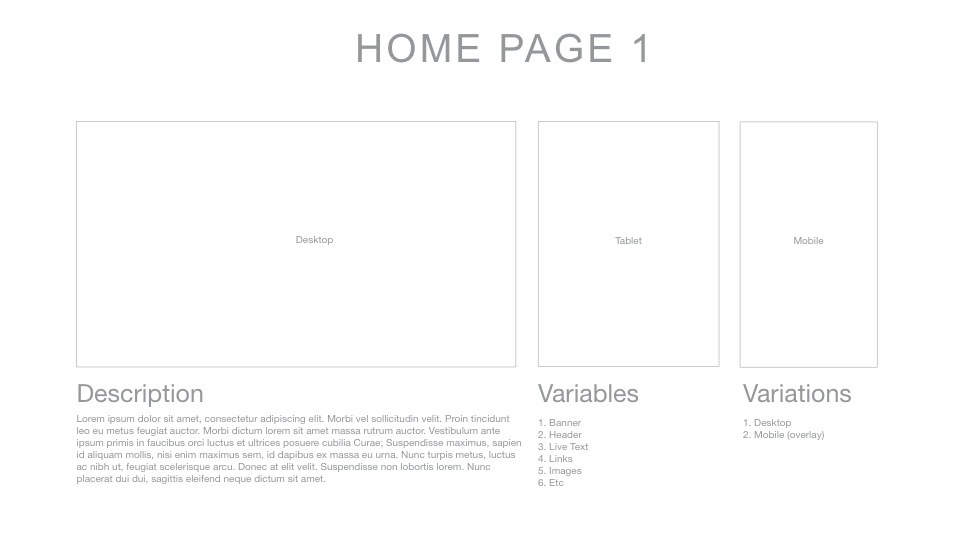 HOME PAGE 1
Desktop
Tablet
Mobile
Description
Lorem ipsum dolor sit amet, consectetur adipiscing elit. Morbi vel sollicitudin velit. Proin tincidunt
leo eu metus feugiat auctor. Morbi dictum lorem sit amet massa rutrum auctor. Vestibulum ante
ipsum primis in faucibus orci luctus et ultrices posuere cubilia Curae; Suspendisse maximus, sapien
id aliquam mollis, nisi enim maximus sem, id dapibus ex massa eu urna. Nunc turpis metus, luctus
ac nibh ut, feugiat scelerisque arcu. Donec at elit velit. Suspendisse non lobortis lorem. Nunc
placerat dui dui, sagittis eleifend neque dictum sit amet.
Variables
1. Banner
2. Header
3. Live Text
4. Links
5. Images
6. Etc
Variations
1. Desktop
2. Mobile (overlay)